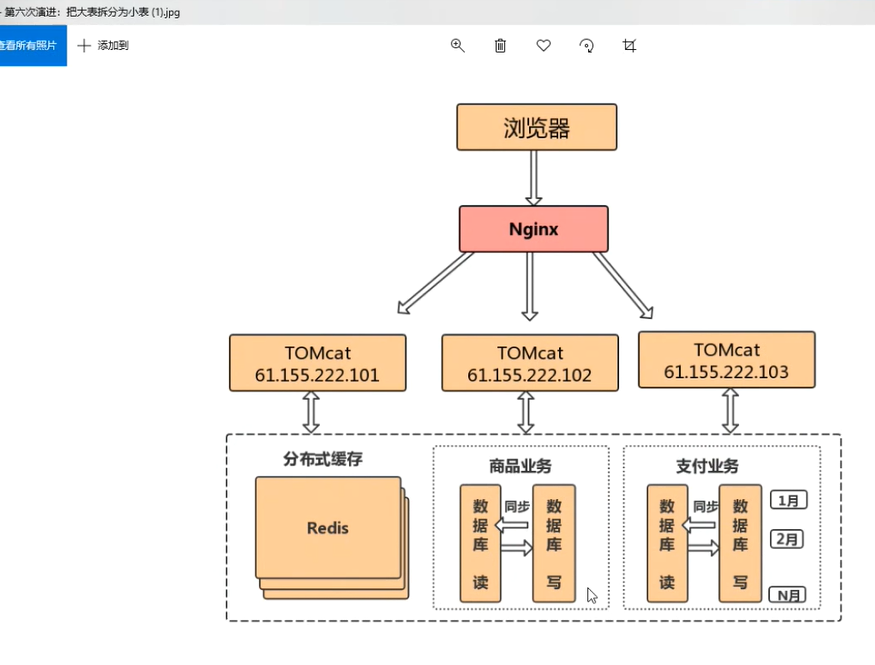 第六次演进：把大表拆分为小表 (1).jpg
查看所有照片
添加到
浏览器
Nginx
TOMcat
61.155.222.101
TOMcat
61.155.222.102
TOMcat
61.155.222.103
分布式缓存
Redis
商品业务
数据库 读
同步
数据库 写
支付业务
数据库 读
同步
数据库 写
1月
2月
N月